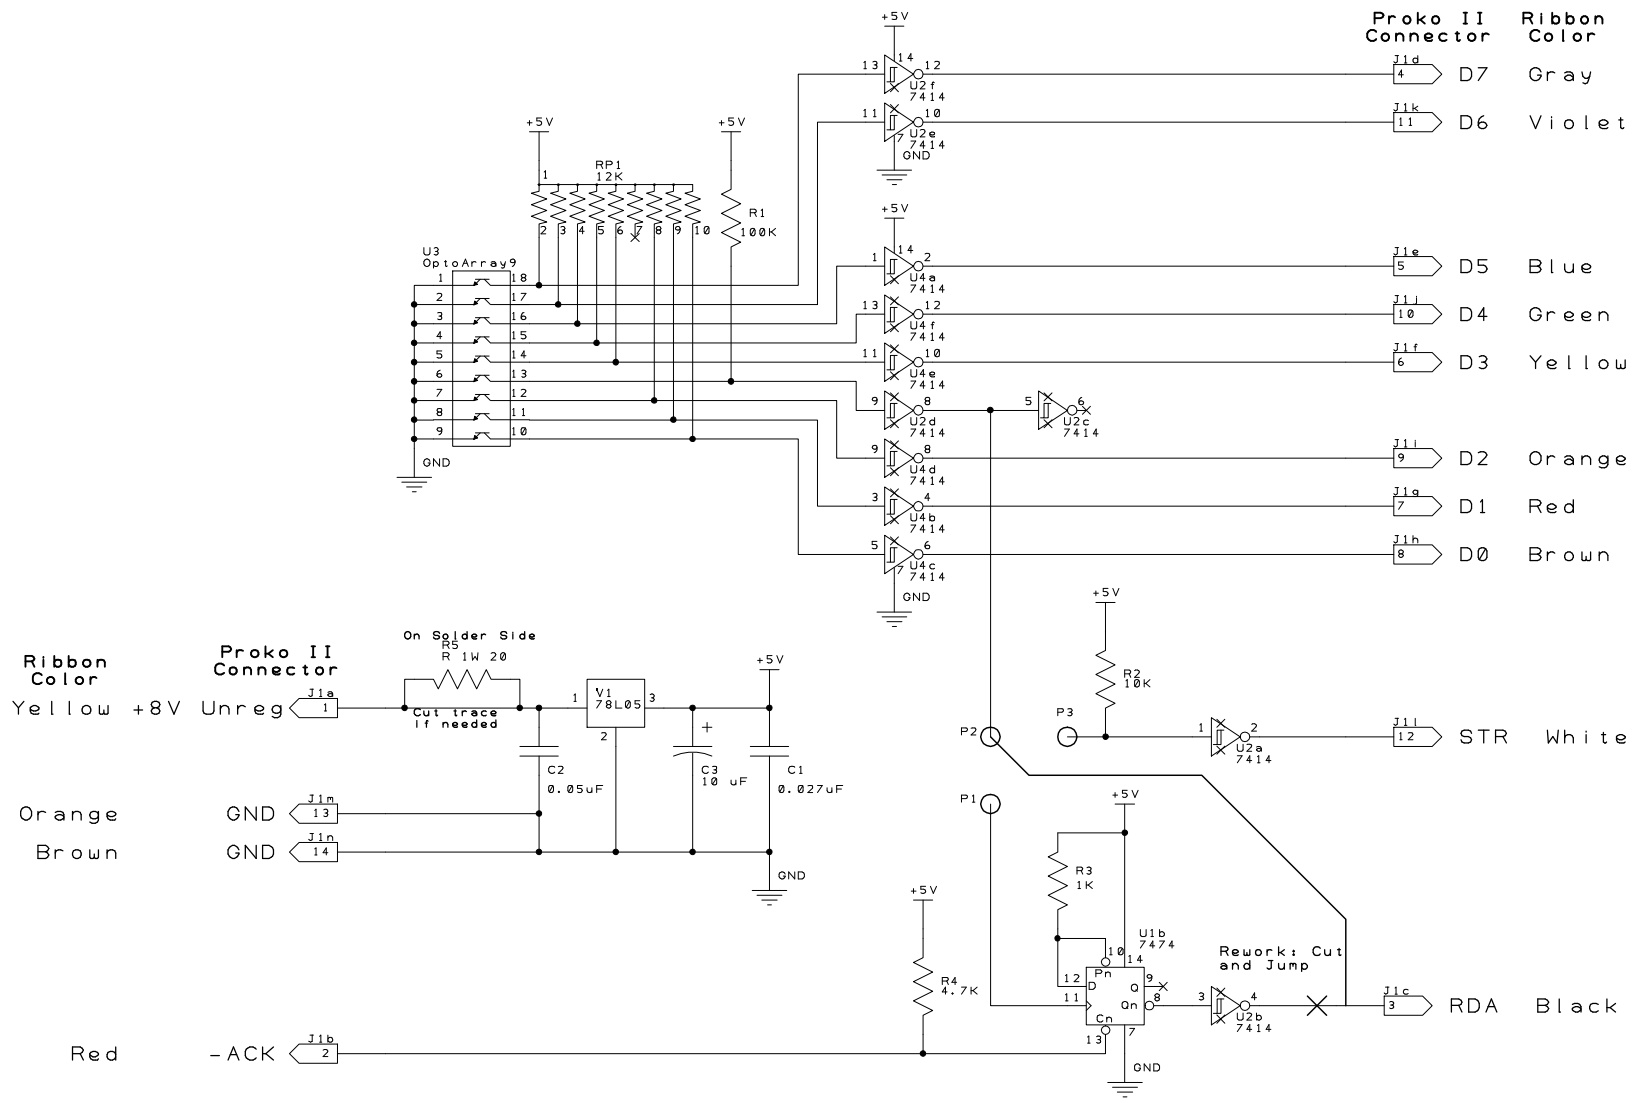 Proko II Ribbon
Connector Color
+5V
14
13 12
U2f
7414
J1d
4 D7 Gray
11 10
U2e
7 7414
GND
J1k
11 D6 Violet
+5V
+5V
1
RP1
12K
2 3 4 5 6 7 8 9 10
R1
100K
U3
OptoArray9
1 18
2 17
3 16
4 15
5 14
6 13
7 12
8 11
9 10
GND
+5V
14
1 2
U4a
7414
J1e
5 D5 Blue
13 12
U4f
7414
J1j
10 D4 Green
11 10
U4e
7414
J1f
6 D3 Yellow
9 8
U2d
7414
5 6
U2c
7414
9 8
U4d
7414
J1i
9 D2 Orange
3 4
U4b
7414
J1g
7 D1 Red
5 6
U4c
7 7414
GND
J1h
8 D0 Brown
Ribbon
Color
Proko II
Connector
On Solder Side
R5
R 1W 20
Cut trace
if needed
Yellow +8V Unreg
J1a
1
1 3
V1
78L05
2
+5V
C2
0.05uF
+
C3
10 uF
C1
0.027uF
Orange GND
J1m
13
Brown GND
J1n
14
GND
+5V
R2
10K
P2
P3
1 2
U2a
7414
J1l
12 STR White
P1
+5V
R3
1K
U1b
7474
10
14
Pn
12 D Q 9
11 Qn 8
Cn
13
7
GND
+5V
R4
4.7K
3 4
U2b
7414
Rework: Cut
and Jump
J1c
3 RDA Black
Red -ACK
J1b
2